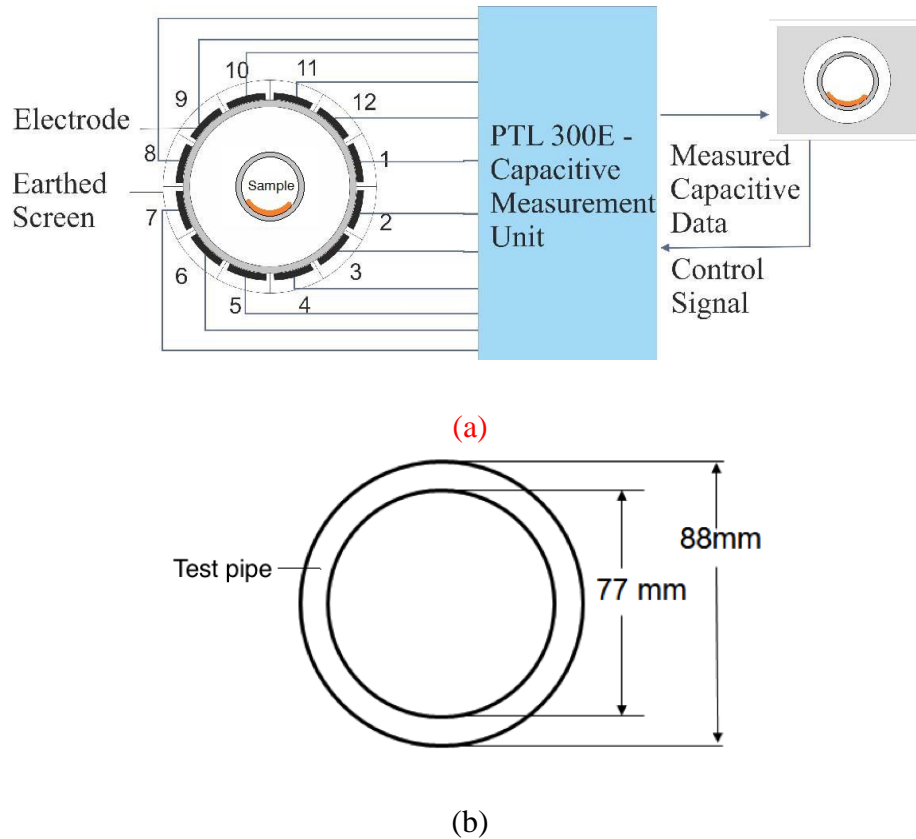 10
11
9
12
Electrode
8
1
Sample
Earthed
Screen
7
2
6
3
5
4
PTL 300E -
Capacitive
Measurement
Unit
Measured
Capacitive
Data
Control
Signal
(a)
Test pipe
77 mm
88mm
(b)